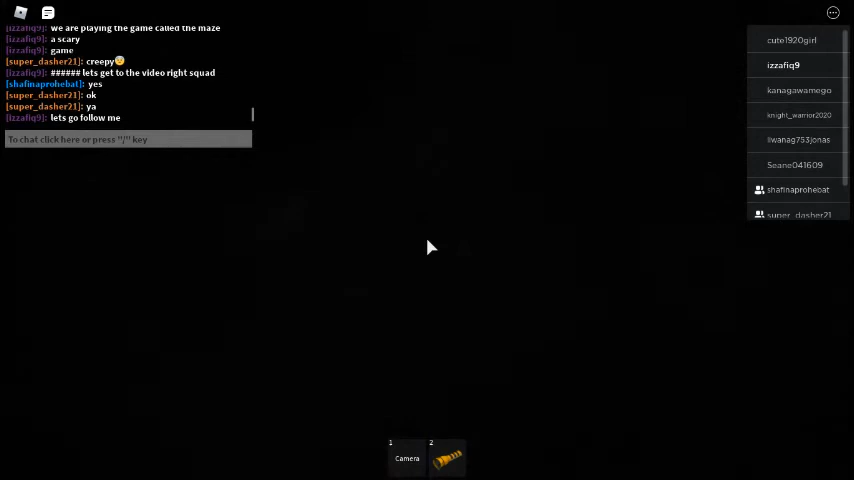 [izzafiq9]: we are playing the game called the maze
[izzafiq9]: a scary
[izzafiq9]: game
[super_dasher21]: creepy😨
[izzafiq9]: ###### lets get to the video right squad
[shafinaprohebat]: yes
[super_dasher21]: ok
[super_dasher21]: ya
[izzafiq9]: lets go follow me
To chat click here or press "/" key
cute1920girl
izzafiq9
kanagawamego
knight_warrior2020
liwanag753jonas
Seane041609
shafinaprohebat
super_dasher21
1
Camera
2